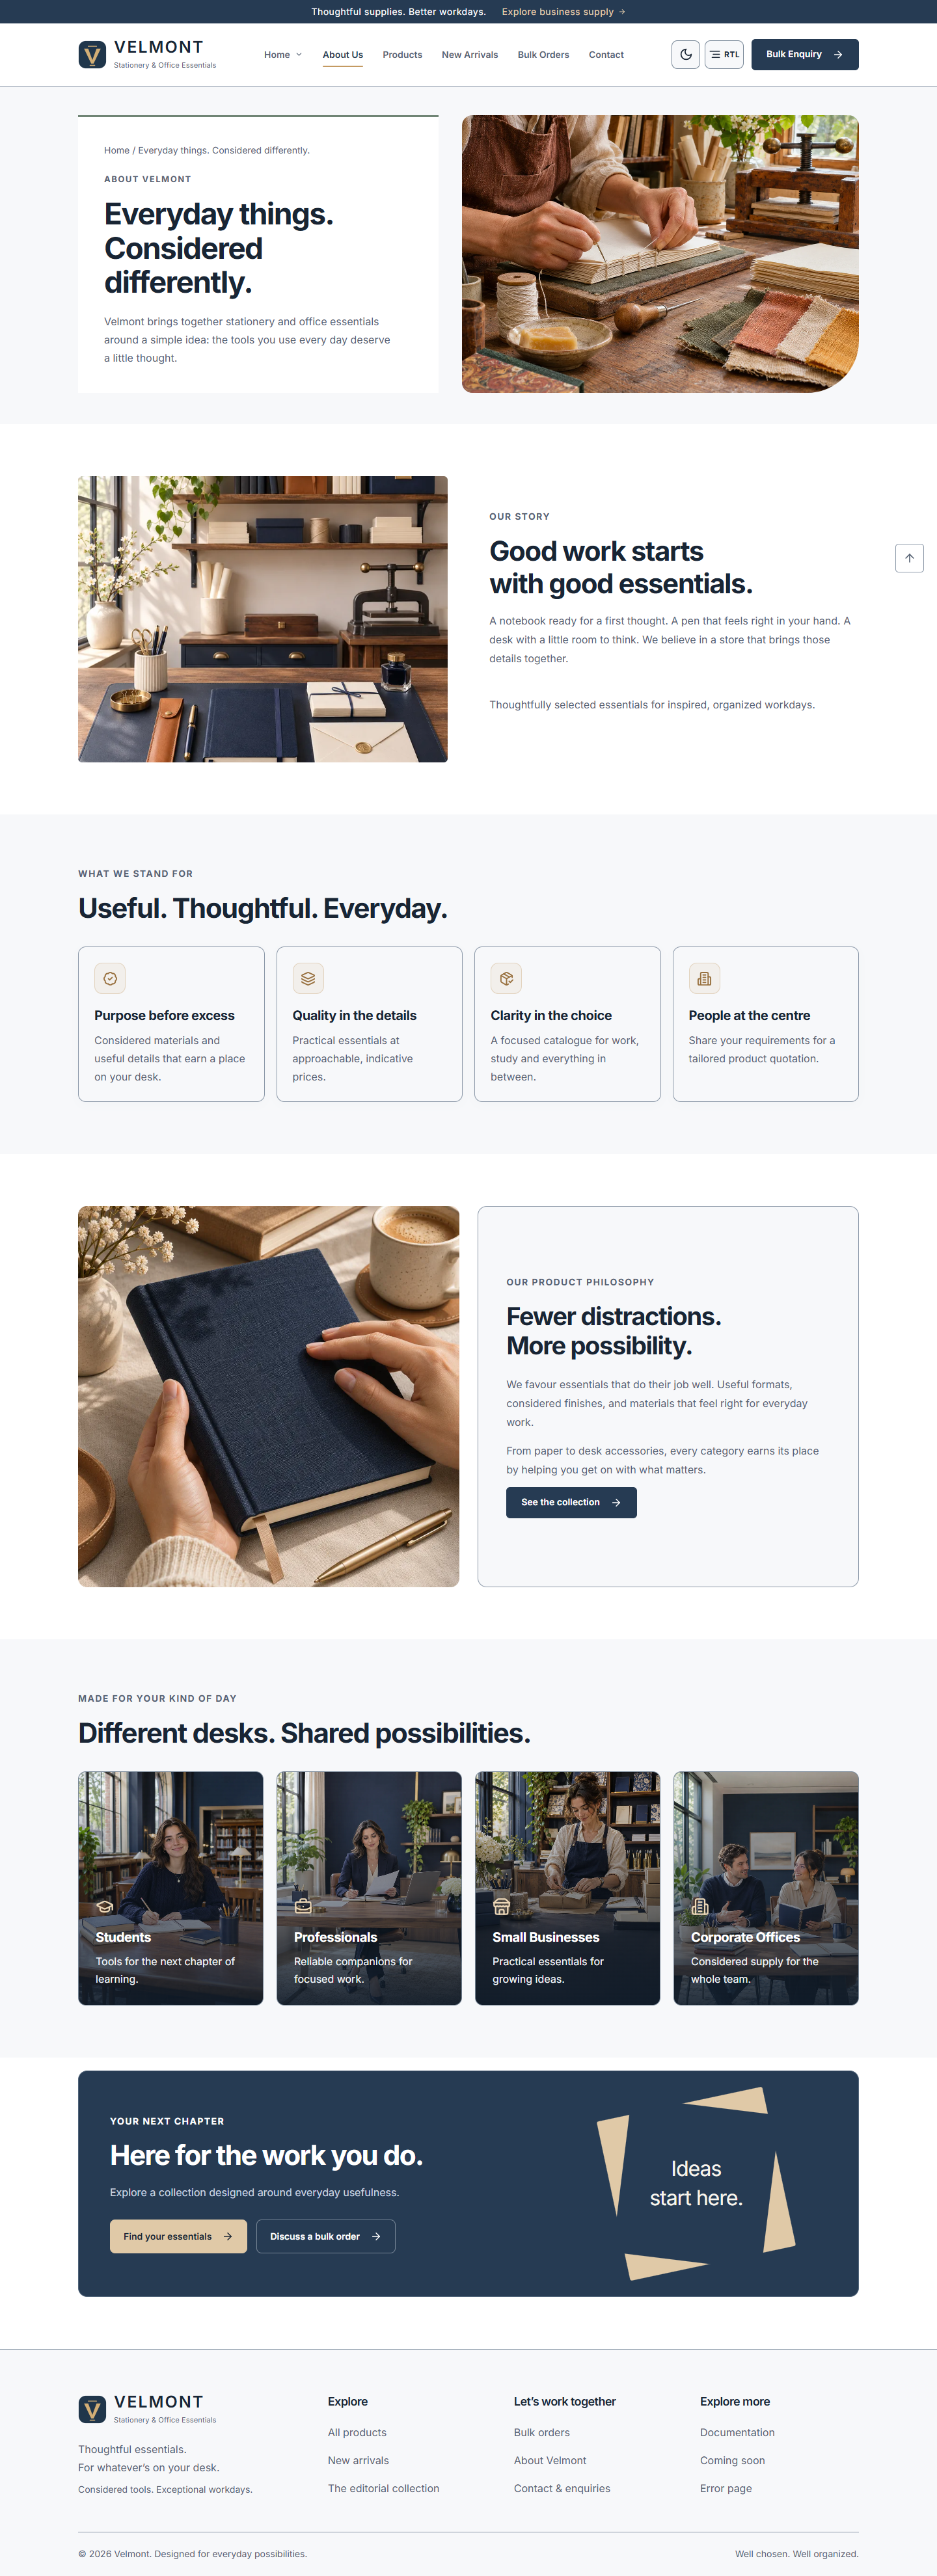 Thoughtful supplies. Better workdays. Explore business supply →
VELMONT
Stationery & Office Essentials
Home
About Us
Products
New Arrivals
Bulk Orders
Contact
RTL
Bulk Enquiry →
Home / Everyday things. Considered differently.
ABOUT VELMONT
Everyday things.
Considered
differently.
Velmont brings together stationery and office essentials
around a simple idea: the tools you use every day deserve
a little thought.
OUR STORY
Good work starts
with good essentials.
A notebook ready for a first thought. A pen that feels right in your hand. A
desk with a little room to think. We believe in a store that brings those
details together.
Thoughtfully selected essentials for inspired, organized workdays.
WHAT WE STAND FOR
Useful. Thoughtful. Everyday.
Purpose before excess
Considered materials and
useful details that earn a place
on your desk.
Quality in the details
Practical essentials at
approachable, indicative
prices.
Clarity in the choice
A focused catalogue for work,
study and everything in
between.
People at the centre
Share your requirements for a
tailored product quotation.
OUR PRODUCT PHILOSOPHY
Fewer distractions.
More possibility.
We favour essentials that do their job well. Useful formats,
considered finishes, and materials that feel right for everyday
work.
From paper to desk accessories, every category earns its place
by helping you get on with what matters.
See the collection →
MADE FOR YOUR KIND OF DAY
Different desks. Shared possibilities.
Students
Tools for the next chapter of
learning.
Professionals
Reliable companions for
focused work.
Small Businesses
Practical essentials for
growing ideas.
Corporate Offices
Considered supply for the
whole team.
YOUR NEXT CHAPTER
Here for the work you do.
Explore a collection designed around everyday usefulness.
Find your essentials →
Discuss a bulk order →
Ideas
start here.
VELMONT
Stationery & Office Essentials
Thoughtful essentials.
For whatever’s on your desk.
Considered tools. Exceptional workdays.
Explore
All products
New arrivals
The editorial collection
Let’s work together
Bulk orders
About Velmont
Contact & enquiries
Explore more
Documentation
Coming soon
Error page
© 2026 Velmont. Designed for everyday possibilities.
Well chosen. Well organized.